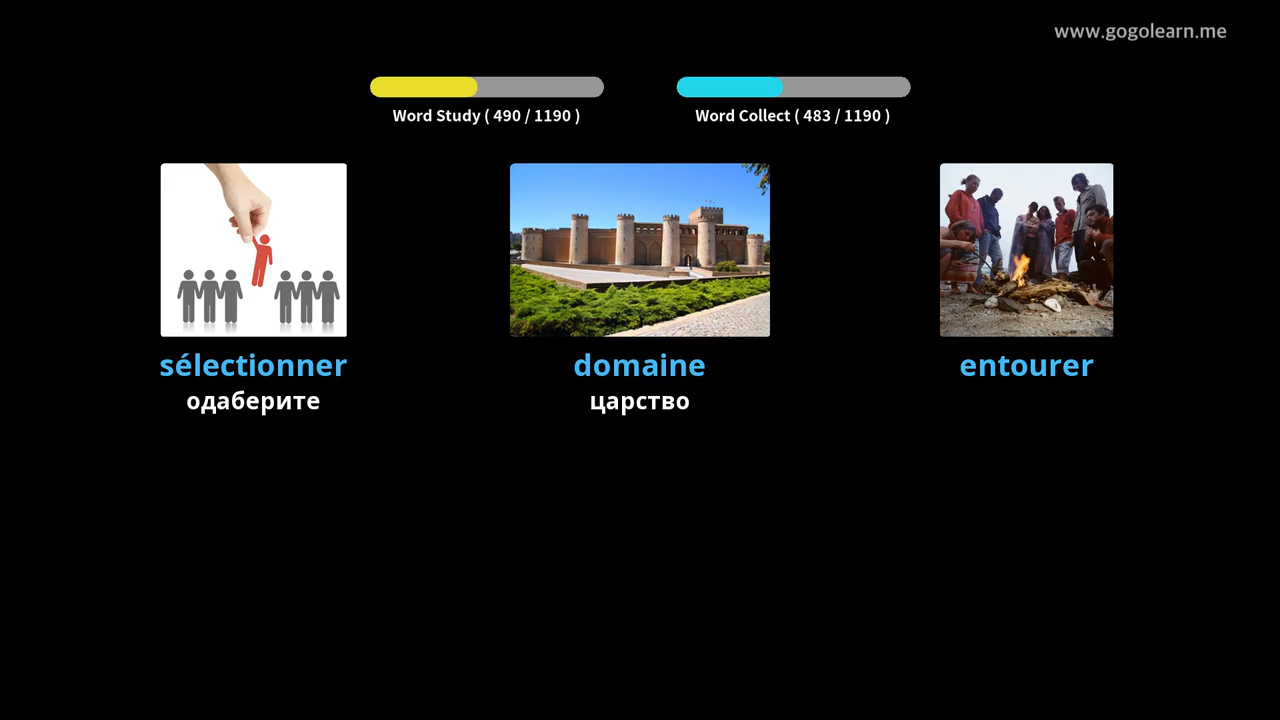 www.gogolearn.me
Word Study ( 490 / 1190 )
Word Collect ( 483 / 1190 )
sélectionner
одаберите
domaine
царство
entourer